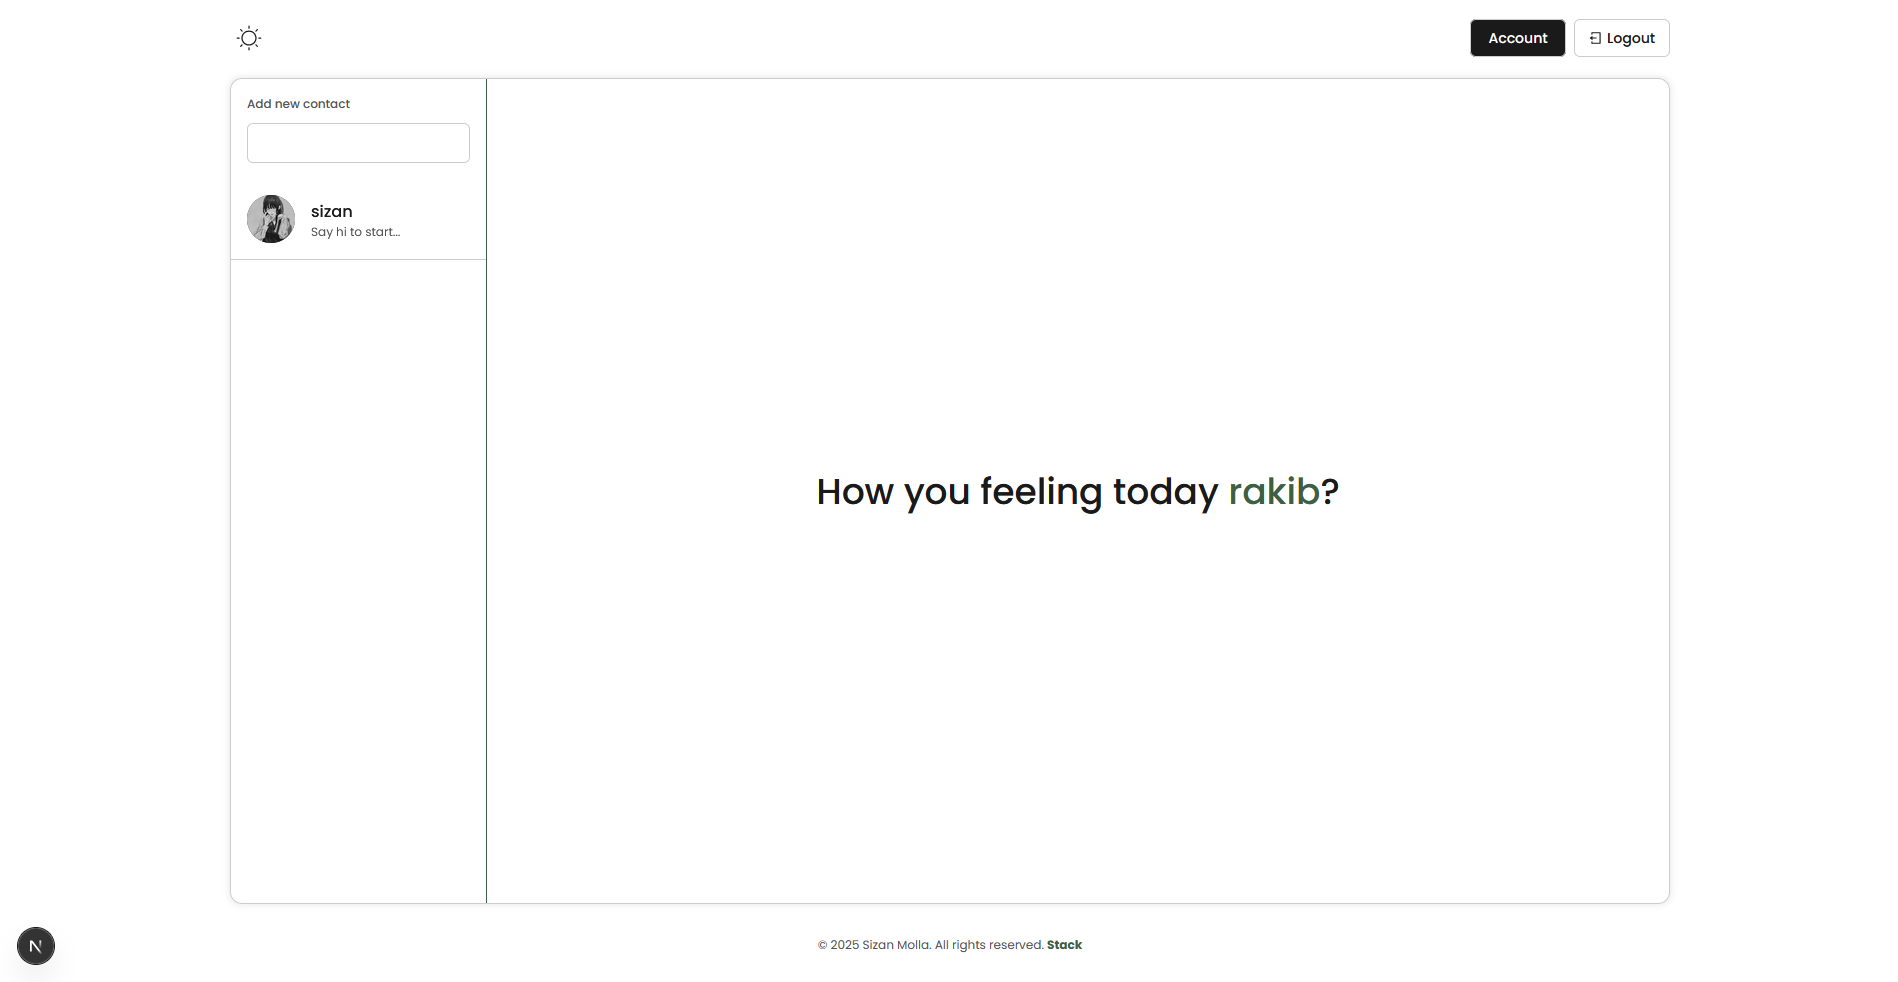 Account
Logout
Add new contact
sizan
Say hi to start...
How you feeling today rakib?
N
© 2025 Sizan Molla. All rights reserved. Stack